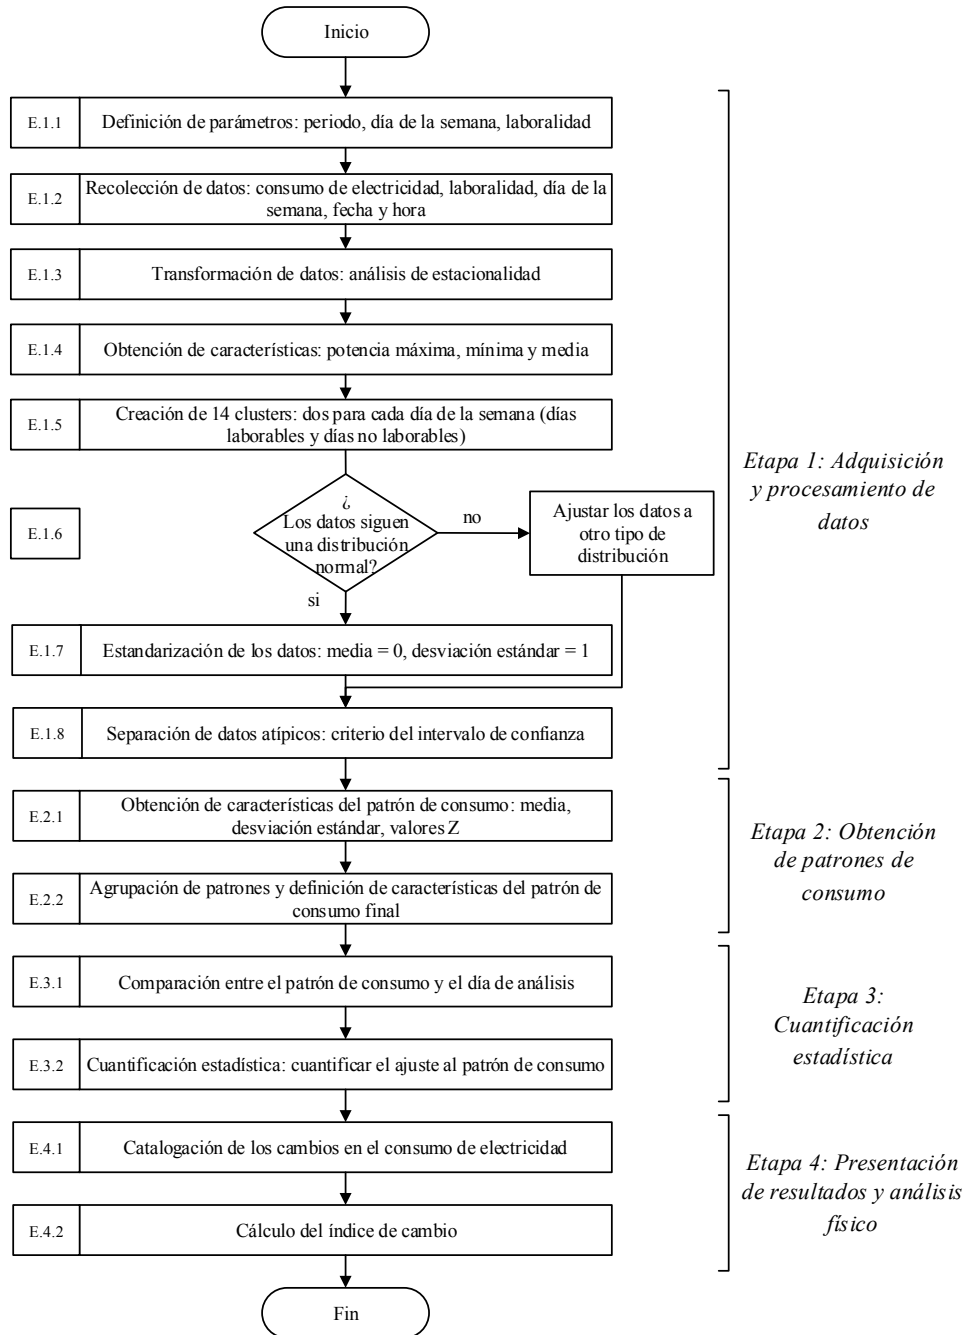 Inicio
E.1.1
Definición de parámetros: periodo, día de la semana, laboralidad
E.1.2
Recolección de datos: consumo de electricidad, laboralidad, día de la
semana, fecha y hora
E.1.3
Transformación de datos: análisis de estacionalidad
E.1.4
Obtención de características: potencia máxima, mínima y media
E.1.5
Creación de 14 clusters: dos para cada día de la semana (días
laborables y días no laborables)
E.1.6
¿
Los datos siguen
una distribución
normal?
no
Ajustar los datos a
otro tipo de
distribución
si
E.1.7
Estandarización de los datos: media = 0, desviación estándar = 1
E.1.8
Separación de datos atípicos: criterio del intervalo de confianza
Etapa 1: Adquisición
y procesamiento de
datos
E.2.1
Obtención de características del patrón de consumo: media,
desviación estándar, valores Z
E.2.2
Agrupación de patrones y definición de características del patrón de
consumo final
Etapa 2: Obtención
de patrones de
consumo
E.3.1
Comparación entre el patrón de consumo y el día de análisis
E.3.2
Cuantificación estadística: cuantificar el ajuste al patrón de consumo
Etapa 3:
Cuantificación
estadística
E.4.1
Catalogación de los cambios en el consumo de electricidad
E.4.2
Cálculo del índice de cambio
Etapa 4: Presentación
de resultados y análisis
físico
Fin